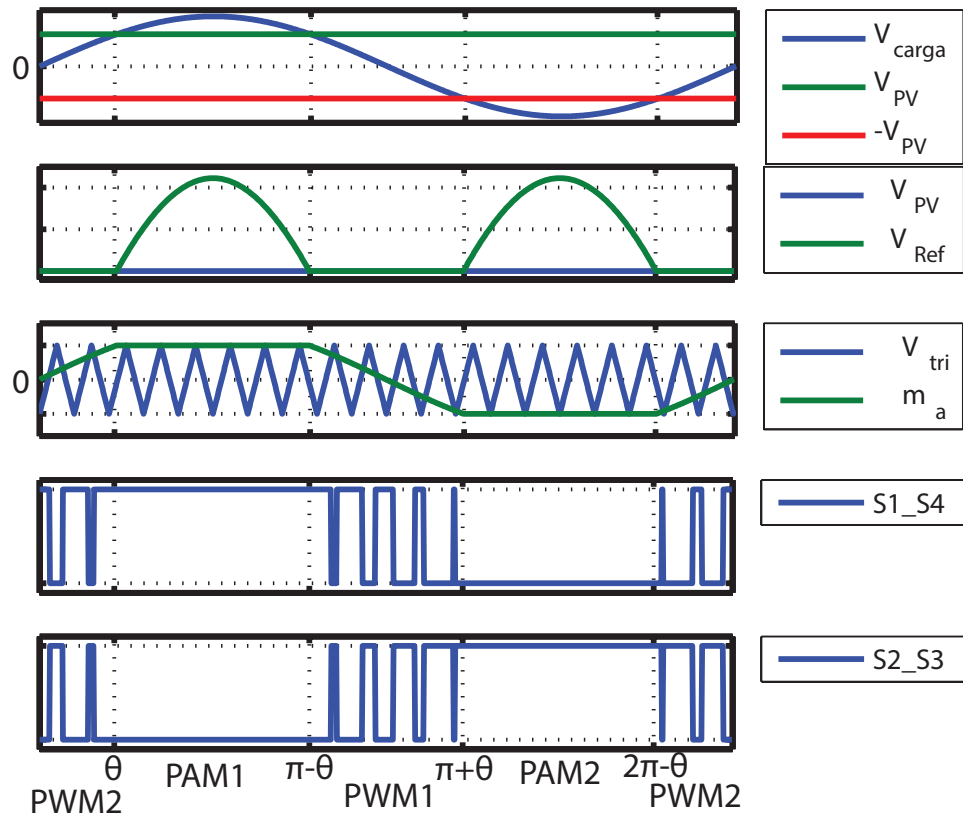 0
V carga
V PV
-V PV
V PV
V Ref
0
V tri
m a
S1_S4
S2_S3
θ PAM1 π-θ π+θ PAM2 2π-θ
PWM2 PWM1 PWM2